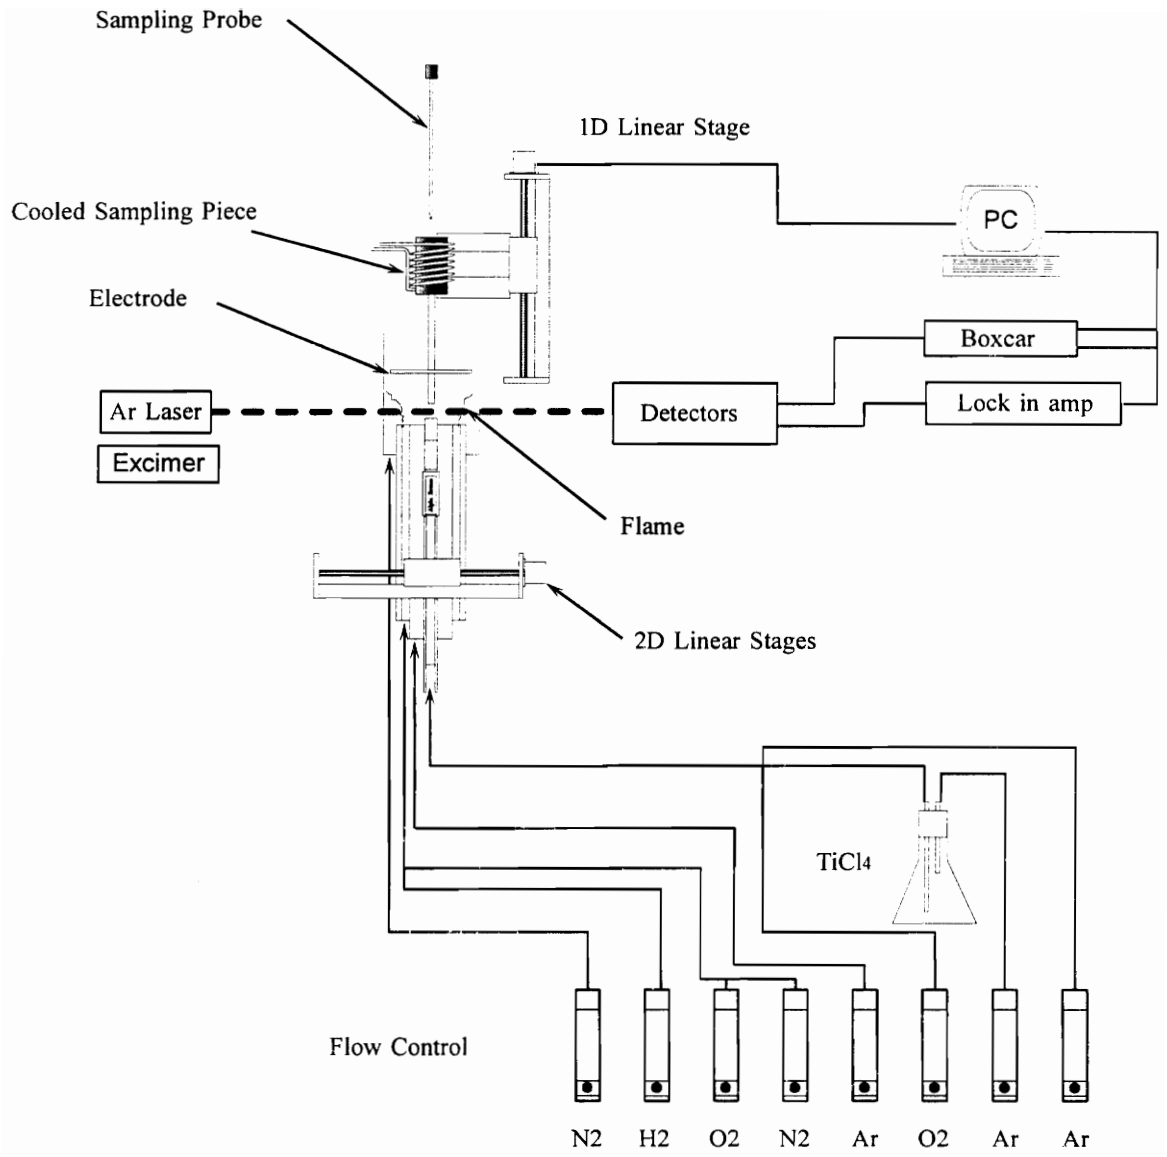 Sampling Probe
1D Linear Stage
Cooled Sampling Piece
PC
Electrode
Boxcar
Ar Laser
Detectors
Lock in amp
Excimer
Flame
2D Linear Stages
TiCl4
Flow Control
N2 H2 O2 N2 Ar O2 Ar Ar